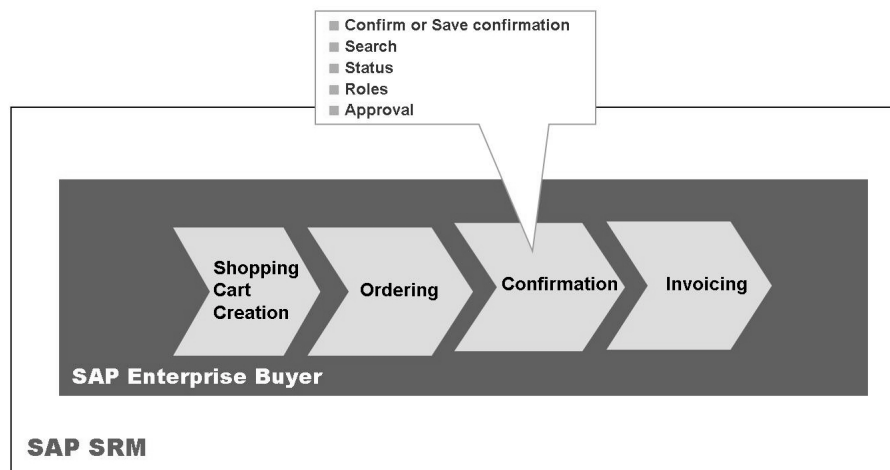 Confirm or Save confirmation
Search
Status
Roles
Approval
Shopping
Cart
Creation
Ordering
Confirmation
Invoicing
SAP Enterprise Buyer
SAP SRM